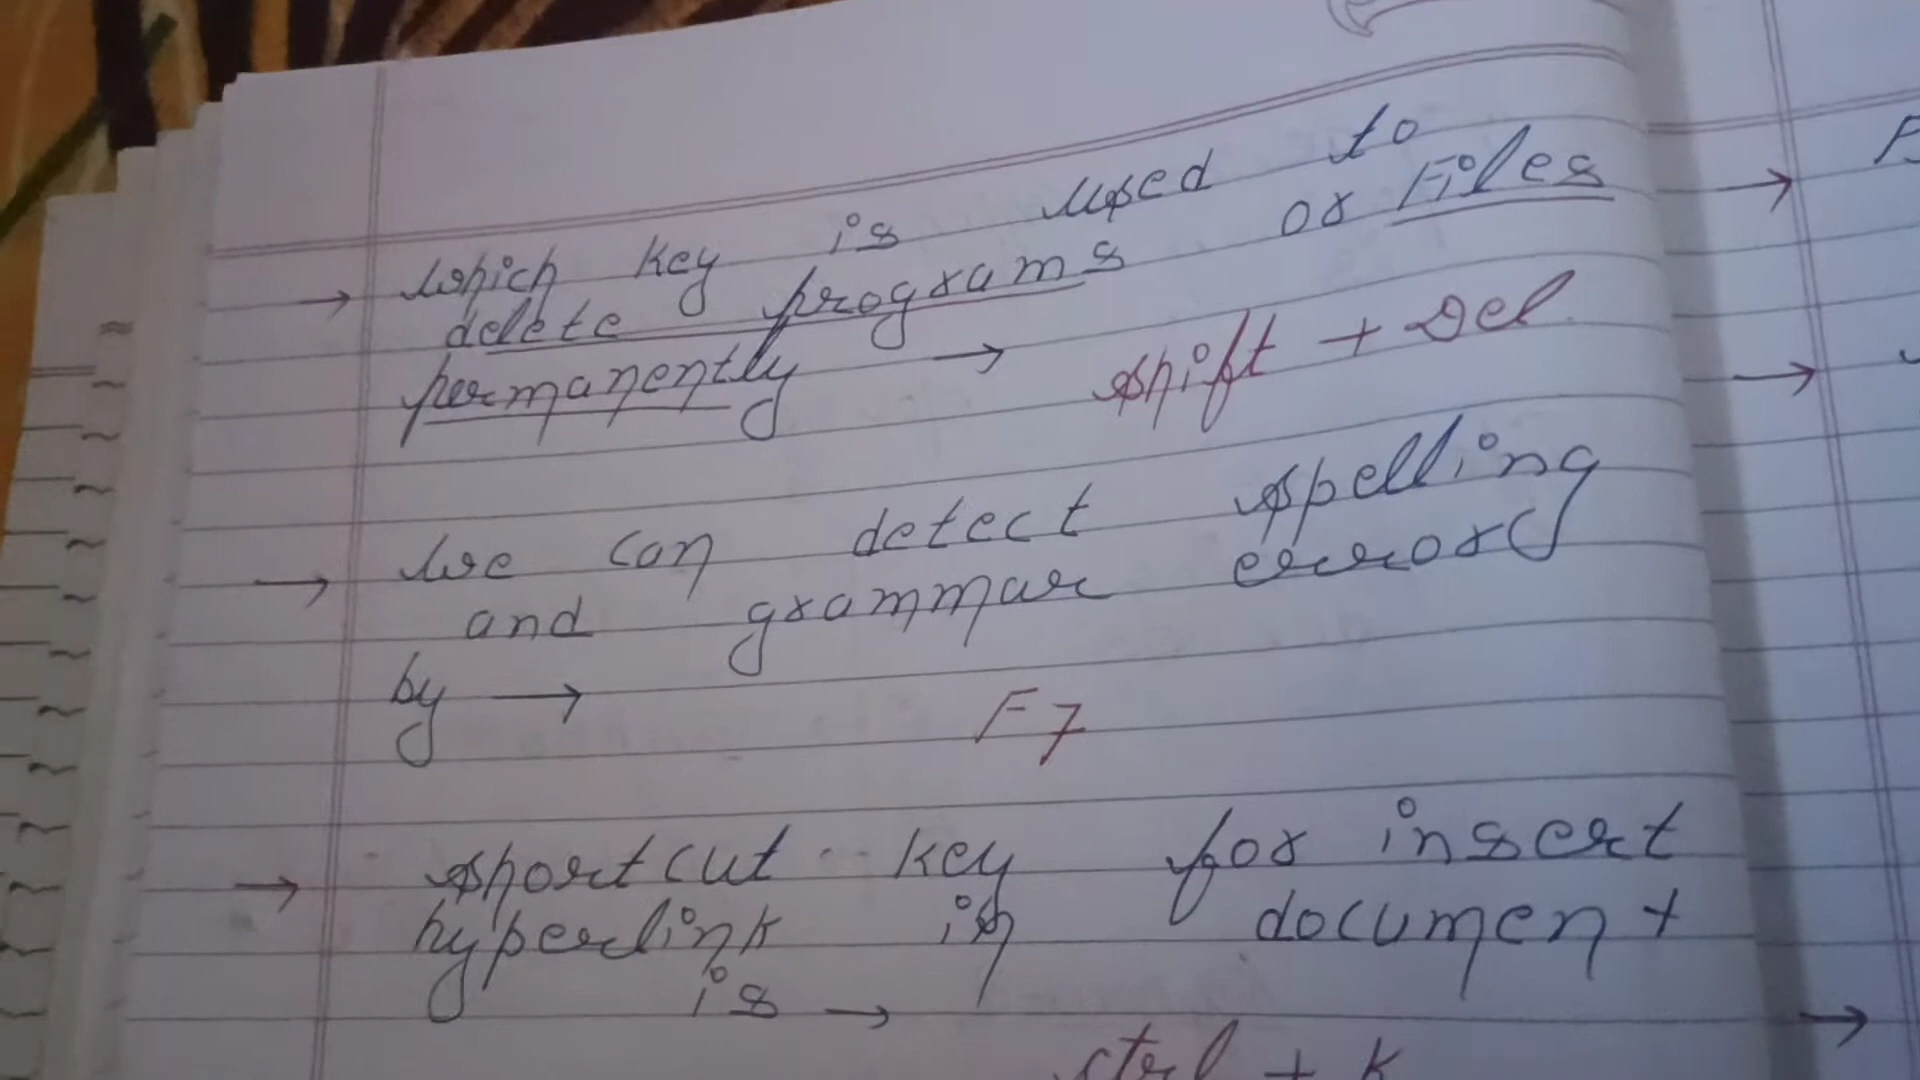 → which key is used to
delete programs or Files
permanently → shift + Del
→ we can detect spelling
and grammar error
by → F7
→ shortcut key for insert
hyperlink in document
is →
ctrl + K